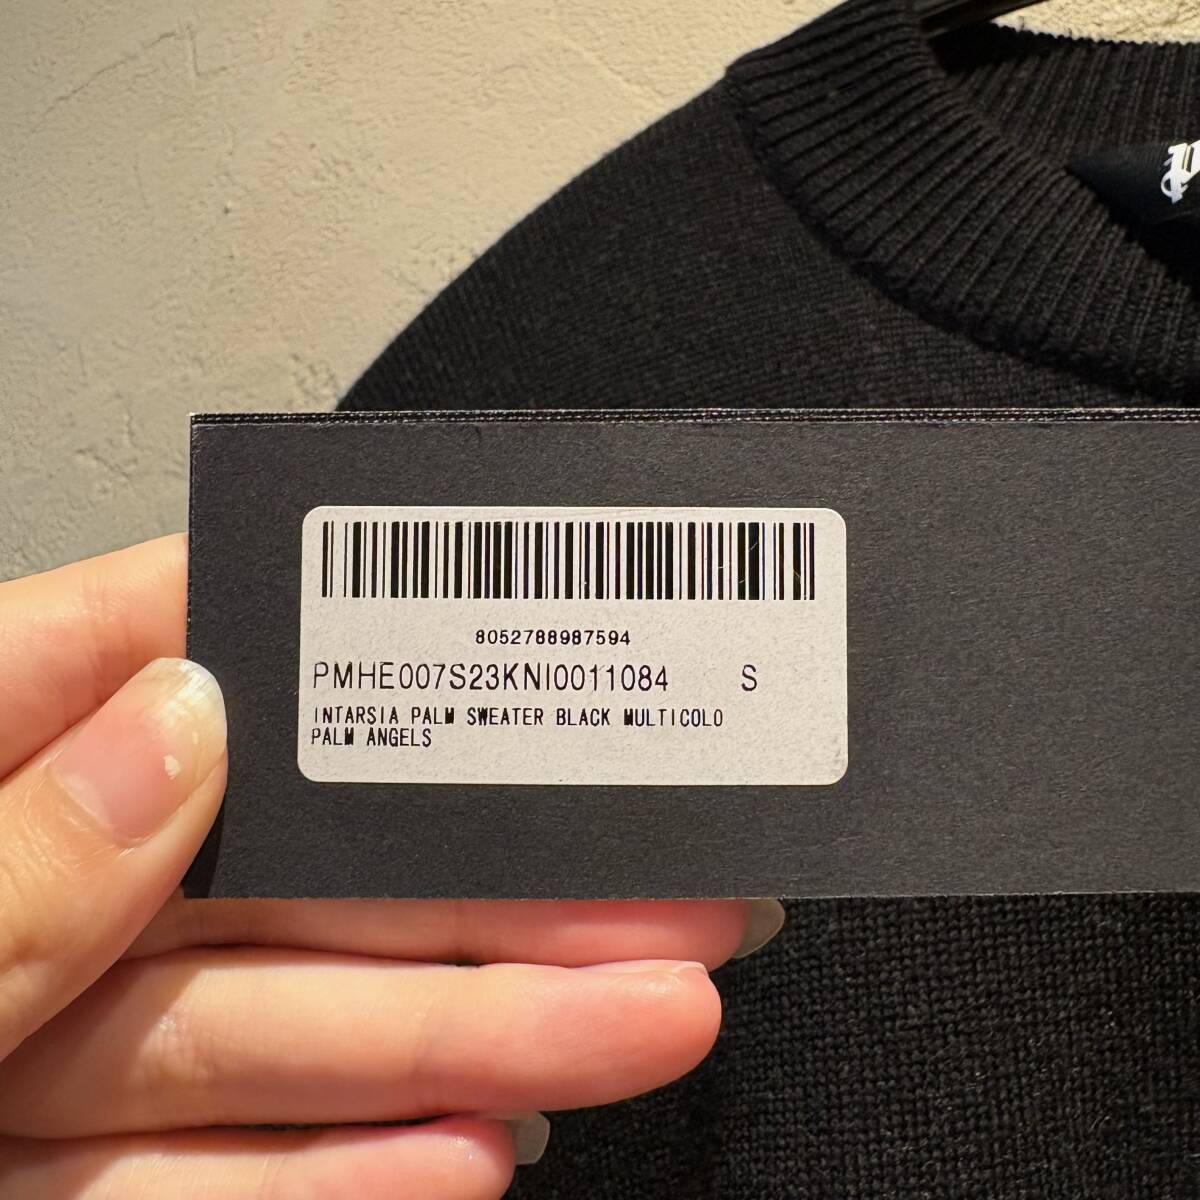 8052788987594
PMHE007S23KNI0011084 S
INTARSIA PALM SWEATER BLACK MULTICOLO
PALM ANGELS